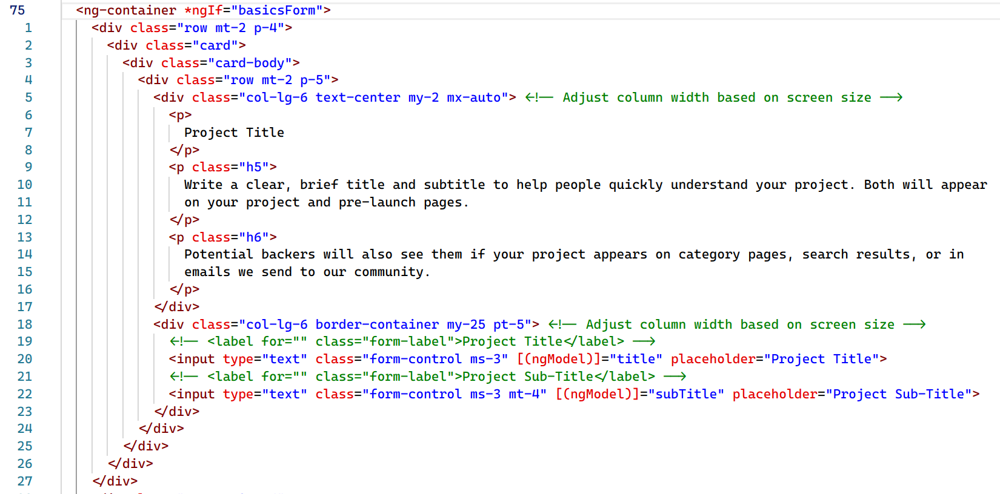 75 <ng-container *ngIf="basicsForm">
1 <div class="row mt-2 p-4">
2 <div class="card">
3 <div class="card-body">
4 <div class="row mt-2 p-5">
5 <div class="col-lg-6 text-center my-2 mx-auto"> <!-- Adjust column width based on screen size -->
6 <p>
7 Project Title
8 </p>
9 <p class="h5">
10 Write a clear, brief title and subtitle to help people quickly understand your project. Both will appear
11 on your project and pre-launch pages.
12 </p>
13 <p class="h6">
14 Potential backers will also see them if your project appears on category pages, search results, or in
15 emails we send to our community.
16 </p>
17 </div>
18 <div class="col-lg-6 border-container my-25 pt-5"> <!-- Adjust column width based on screen size -->
19 <!-- <label for="" class="form-label">Project Title</label> -->
20 <input type="text" class="form-control ms-3" [(ngModel)]="title" placeholder="Project Title">
21 <!-- <label for="" class="form-label">Project Sub-Title</label> -->
22 <input type="text" class="form-control ms-3 mt-4" [(ngModel)]="subTitle" placeholder="Project Sub-Title">
23 </div>
24 </div>
25 </div>
26 </div>
27 </div>